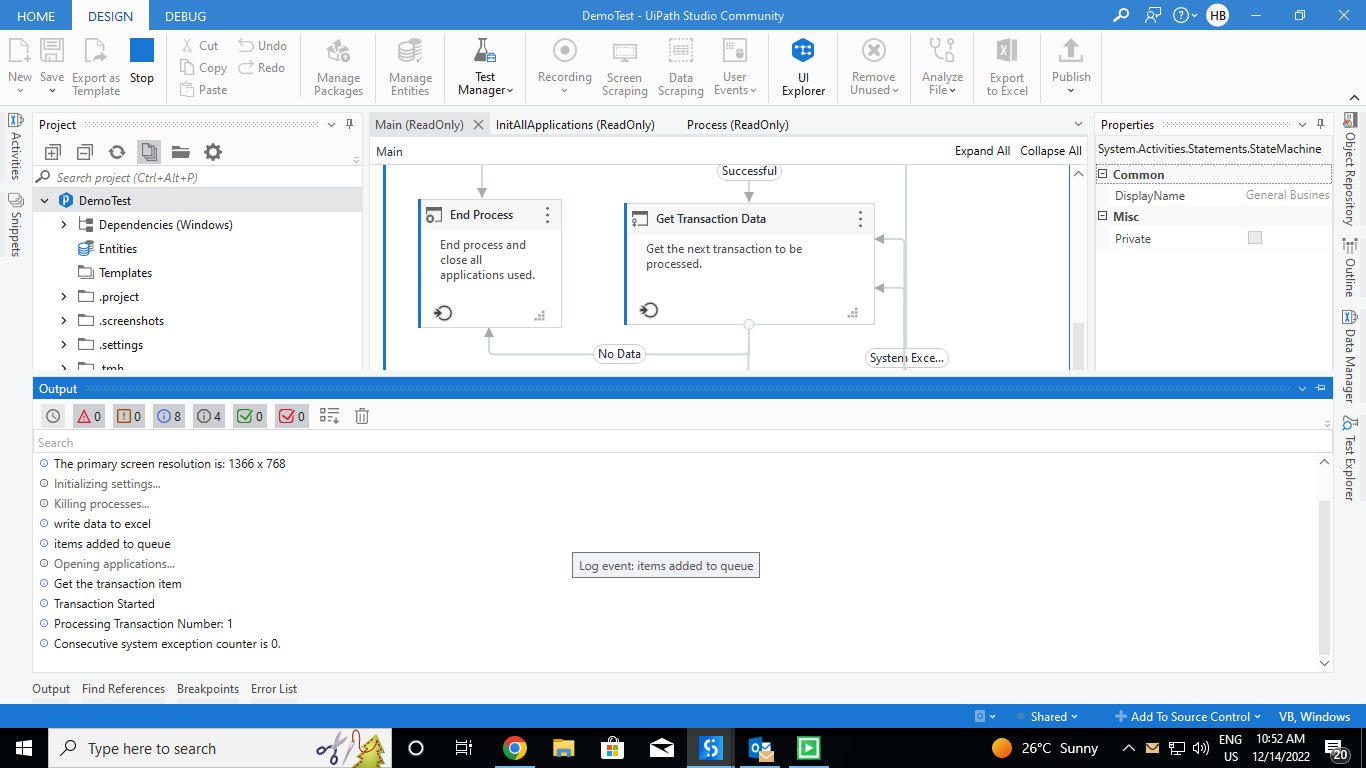 HOME DESIGN DEBUG DemoTest - UiPath Studio Community HB
New Save Export as Template Stop Cut Copy Paste Undo Redo Manage Packages Manage Entities Test Manager Recording Screen Scraping Data Scraping User Events UI Explorer Remove Unused Analyze File Export to Excel Publish
Activities
Snippets
Project
Search project (Ctrl+Alt+P)
DemoTest
Dependencies (Windows)
Entities
Templates
.project
.screenshots
.settings
.tmh
Main (ReadOnly) InitAllApplications (ReadOnly) Process (ReadOnly)
Main Expand All Collapse All
Successful
End Process
End process and
close all
applications used.
Get Transaction Data
Get the next transaction to be
processed.
No Data
System Exce...
Properties
System.Activities.Statements.StateMachine
Common
DisplayName General Busines
Misc
Private
Object Repository
Outline
Data Manager
Test Explorer
Output
0 0 8 4 0 0
Search
The primary screen resolution is: 1366 x 768
Initializing settings...
Killing processes...
write data to excel
items added to queue
Opening applications...
Get the transaction item
Transaction Started
Processing Transaction Number: 1
Consecutive system exception counter is 0.
Log event: items added to queue
Output Find References Breakpoints Error List
Shared Add To Source Control VB, Windows
Type here to search 26°C Sunny ENG US 10:52 AM 12/14/2022 20